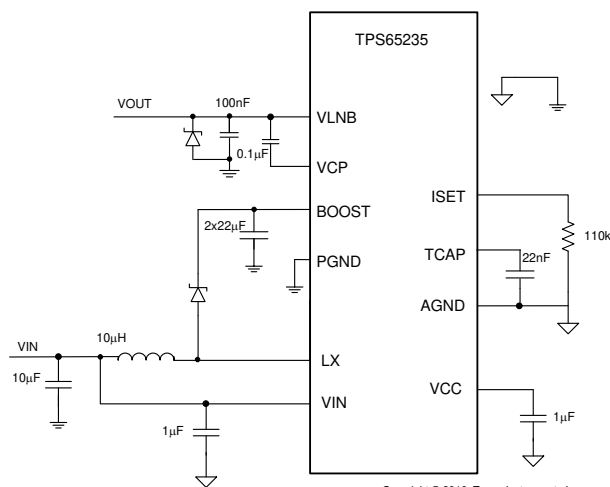 TPS65235
VOUT
100nF
VLNB
0.1µF
VCP
BOOST
ISET
2x22µF
110k
TCAP
22nF
PGND
AGND
10µH
VIN
LX
10µF
VCC
VIN
1µF
1µF